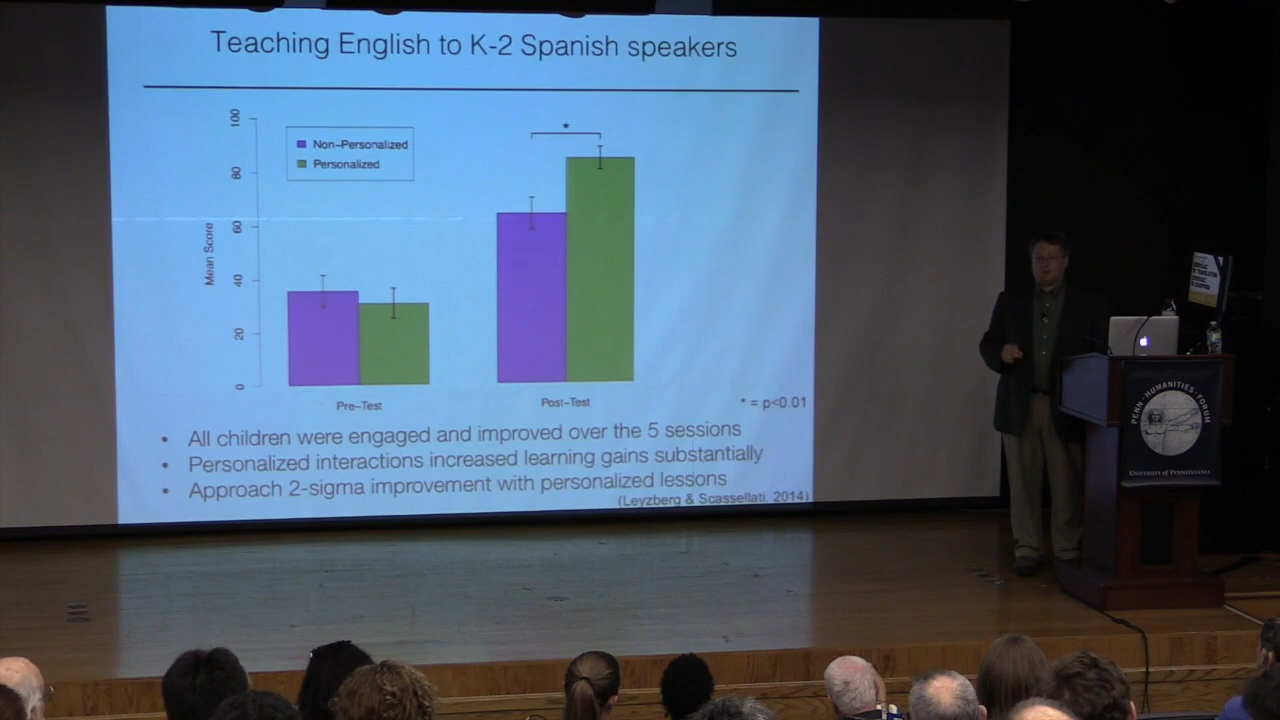 Teaching English to K-2 Spanish speakers
100
80
60
40
20
0
Mean Score
Non-Personalized
Personalized
*
Pre-Test
Post-Test
* = p<0.01
• All children were engaged and improved over the 5 sessions
• Personalized interactions increased learning gains substantially
• Approach 2-sigma improvement with personalized lessons
(Leyzberg & Scassellati, 2014)
PENN · HUMANITIES · FORUM
UNIVERSITY of PENNSYLVANIA